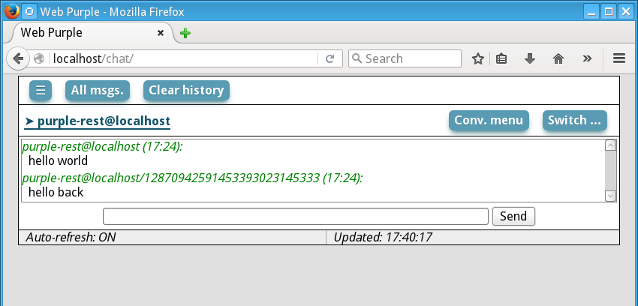 Web Purple - Mozilla Firefox
Web Purple
localhost/chat/
Search
All msgs.
Clear history
➤ purple-rest@localhost
Conv. menu
Switch ...
purple-rest@localhost (17:24):
hello world
purple-rest@localhost/12870942591453393023145333 (17:24):
hello back
Send
Auto-refresh: ON
Updated: 17:40:17